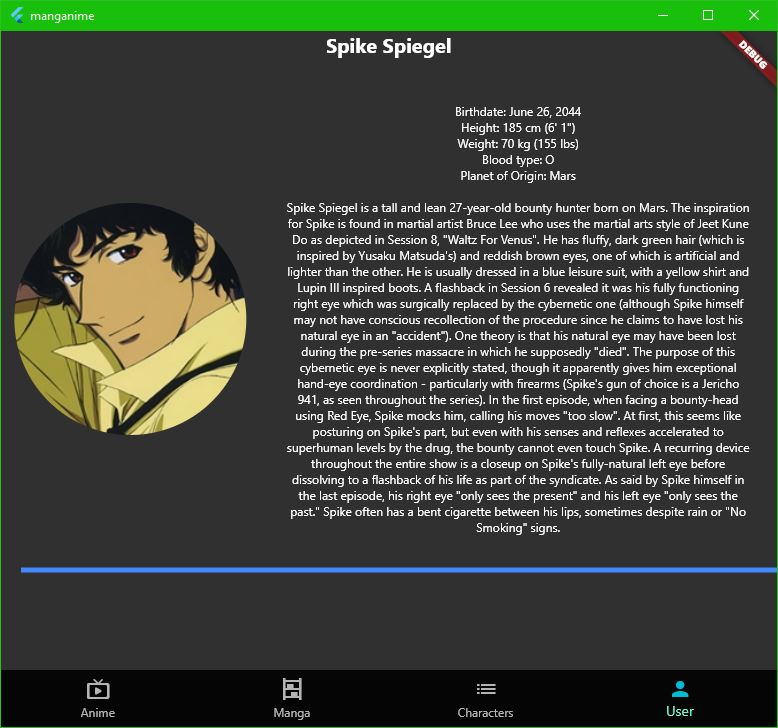 manganime
DEBUG
Spike Spiegel
Birthdate: June 26, 2044
Height: 185 cm (6' 1")
Weight: 70 kg (155 lbs)
Blood type: O
Planet of Origin: Mars
Spike Spiegel is a tall and lean 27-year-old bounty hunter born on Mars. The inspiration
for Spike is found in martial artist Bruce Lee who uses the martial arts style of Jeet Kune
Do as depicted in Session 8, "Waltz For Venus". He has fluffy, dark green hair (which is
inspired by Yusaku Matsuda's) and reddish brown eyes, one of which is artificial and
lighter than the other. He is usually dressed in a blue leisure suit, with a yellow shirt and
Lupin III inspired boots. A flashback in Session 6 revealed it was his fully functioning
right eye which was surgically replaced by the cybernetic one (although Spike himself
may not have conscious recollection of the procedure since he claims to have lost his
natural eye in an "accident"). One theory is that his natural eye may have been lost
during the pre-series massacre in which he supposedly "died". The purpose of this
cybernetic eye is never explicitly stated, though it apparently gives him exceptional
hand-eye coordination - particularly with firearms (Spike's gun of choice is a Jericho
941, as seen throughout the series). In the first episode, when facing a bounty-head
using Red Eye, Spike mocks him, calling his moves "too slow". At first, this seems like
posturing on Spike's part, but even with his senses and reflexes accelerated to
superhuman levels by the drug, the bounty cannot even touch Spike. A recurring device
throughout the entire show is a closeup on Spike's fully-natural left eye before
dissolving to a flashback of his life as part of the syndicate. As said by Spike himself in
the last episode, his right eye "only sees the present" and his left eye "only sees the
past." Spike often has a bent cigarette between his lips, sometimes despite rain or "No
Smoking" signs.
Anime
Manga
Characters
User